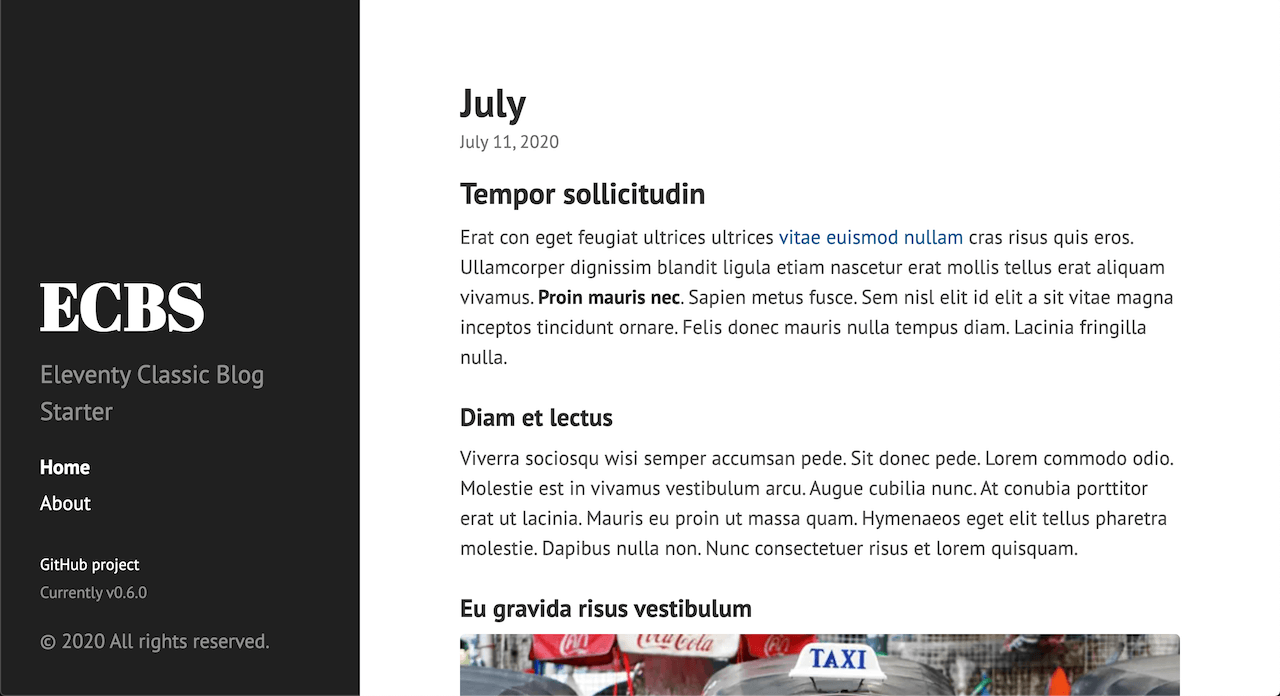 ECBS
Eleventy Classic Blog
Starter
Home
About
GitHub project
Currently v0.6.0
© 2020 All rights reserved.
July
July 11, 2020
Tempor sollicitudin
Erat con eget feugiat ultrices ultrices vitae euismod nullam cras risus quis eros.
Ullamcorper dignissim blandit ligula etiam nascetur erat mollis tellus erat aliquam
vivamus. Proin mauris nec. Sapien metus fusce. Sem nisl elit id elit a sit vitae magna
inceptos tincidunt ornare. Felis donec mauris nulla tempus diam. Lacinia fringilla
nulla.
Diam et lectus
Viverra sociosqu wisi semper accumsan pede. Sit donec pede. Lorem commodo odio.
Molestie est in vivamus vestibulum arcu. Augue cubilia nunc. At conubia porttitor
erat ut lacinia. Mauris eu proin ut massa quam. Hymenaeos eget elit tellus pharetra
molestie. Dapibus nulla non. Nunc consectetuer risus et lorem quisquam.
Eu gravida risus vestibulum
Coca-Cola
TAXI